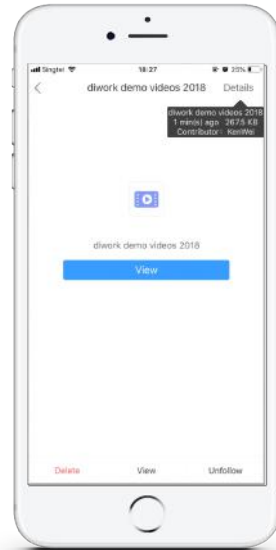 Singtel 18:27 25%
diwork demo videos 2018 Details
diwork demo videos 2018
1 min(s) ago 267.5 KB
Contributor: KenWei
diwork demo videos 2018
View
Delete View Unfollow